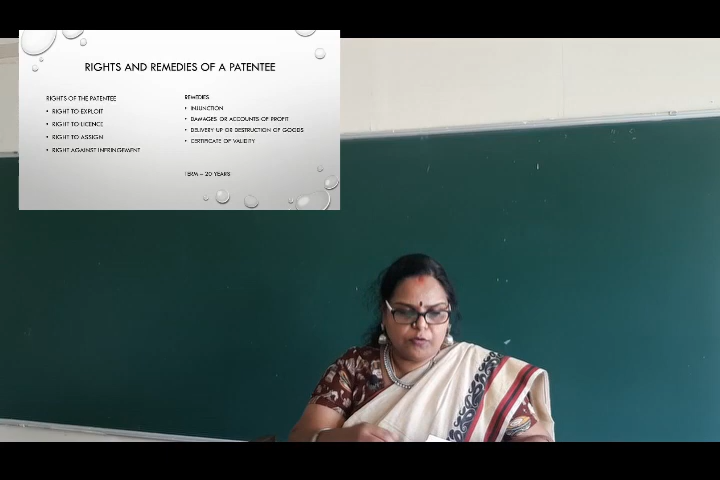 RIGHTS AND REMEDIES OF A PATENTEE
RIGHTS OF THE PATENTEE
• RIGHT TO EXPLOIT
• RIGHT TO LICENCE
• RIGHT TO ASSIGN
• RIGHT AGAINST INFRINGEMENT
REMEDIES
• INJUNCTION
• DAMAGES OR ACCOUNTS OF PROFIT
• DELIVERY UP OR DESTRUCTION OF GOODS
• CERTIFICATE OF VALIDITY
TERM – 20 YEARS